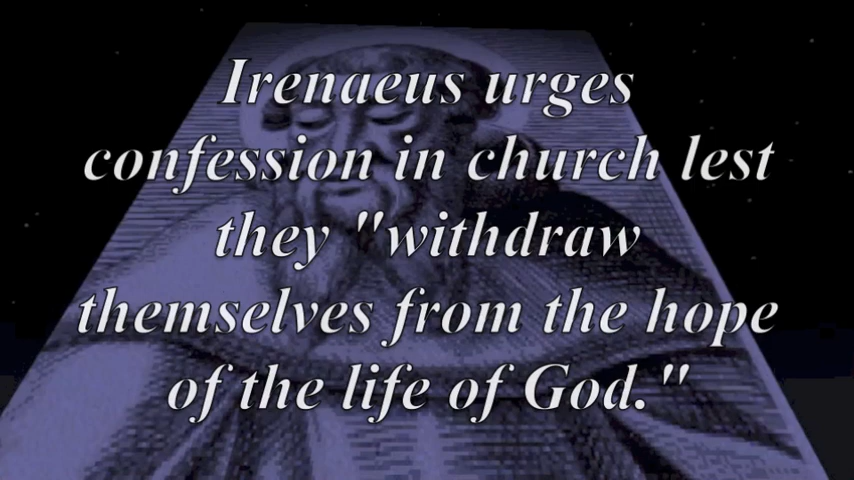 Irenaeus urges
confession in church lest
they "withdraw
themselves from the hope
of the life of God."